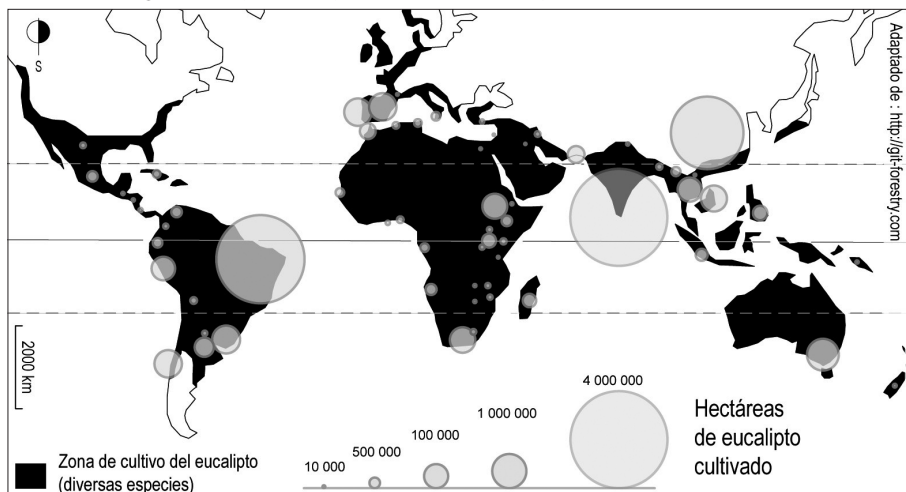 S
Adaptado de : http://git-forestry.com
2000 km
Zona de cultivo del eucalipto
(diversas especies)
10 000
500 000
100 000
1 000 000
4 000 000
Hectáreas
de eucalipto
cultivado